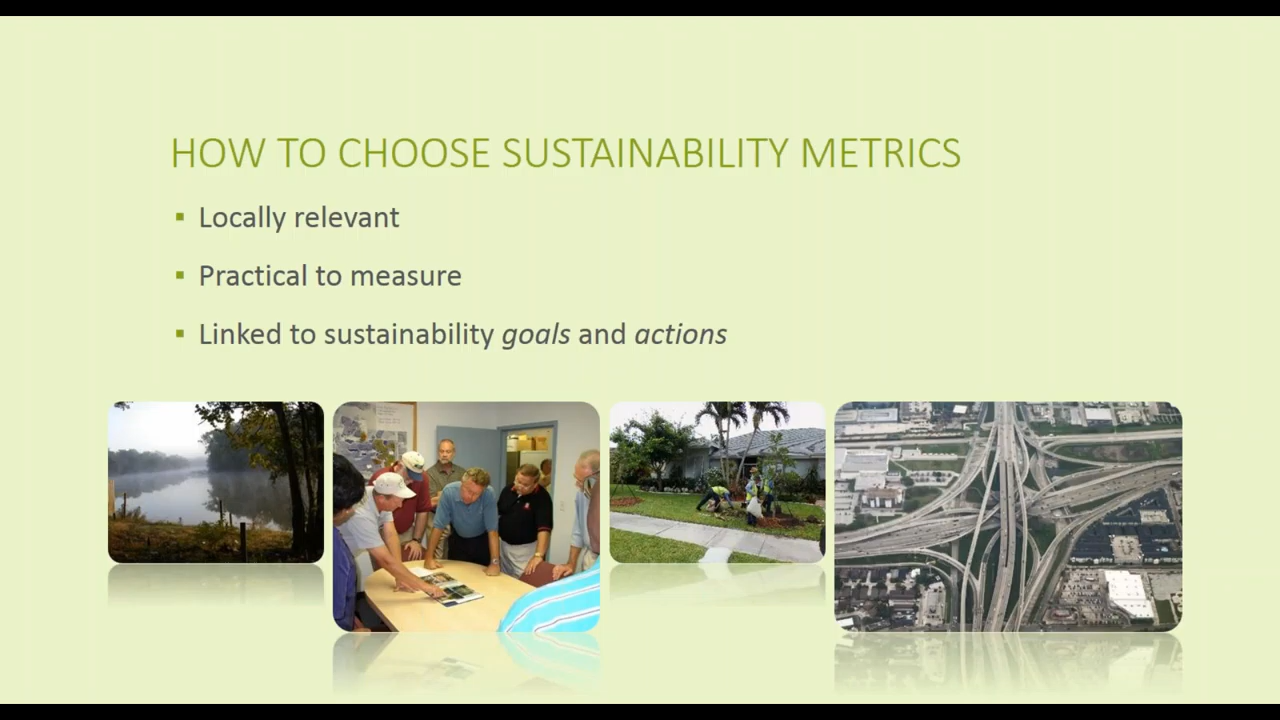 HOW TO CHOOSE SUSTAINABILITY METRICS
▪ Locally relevant
▪ Practical to measure
▪ Linked to sustainability goals and actions